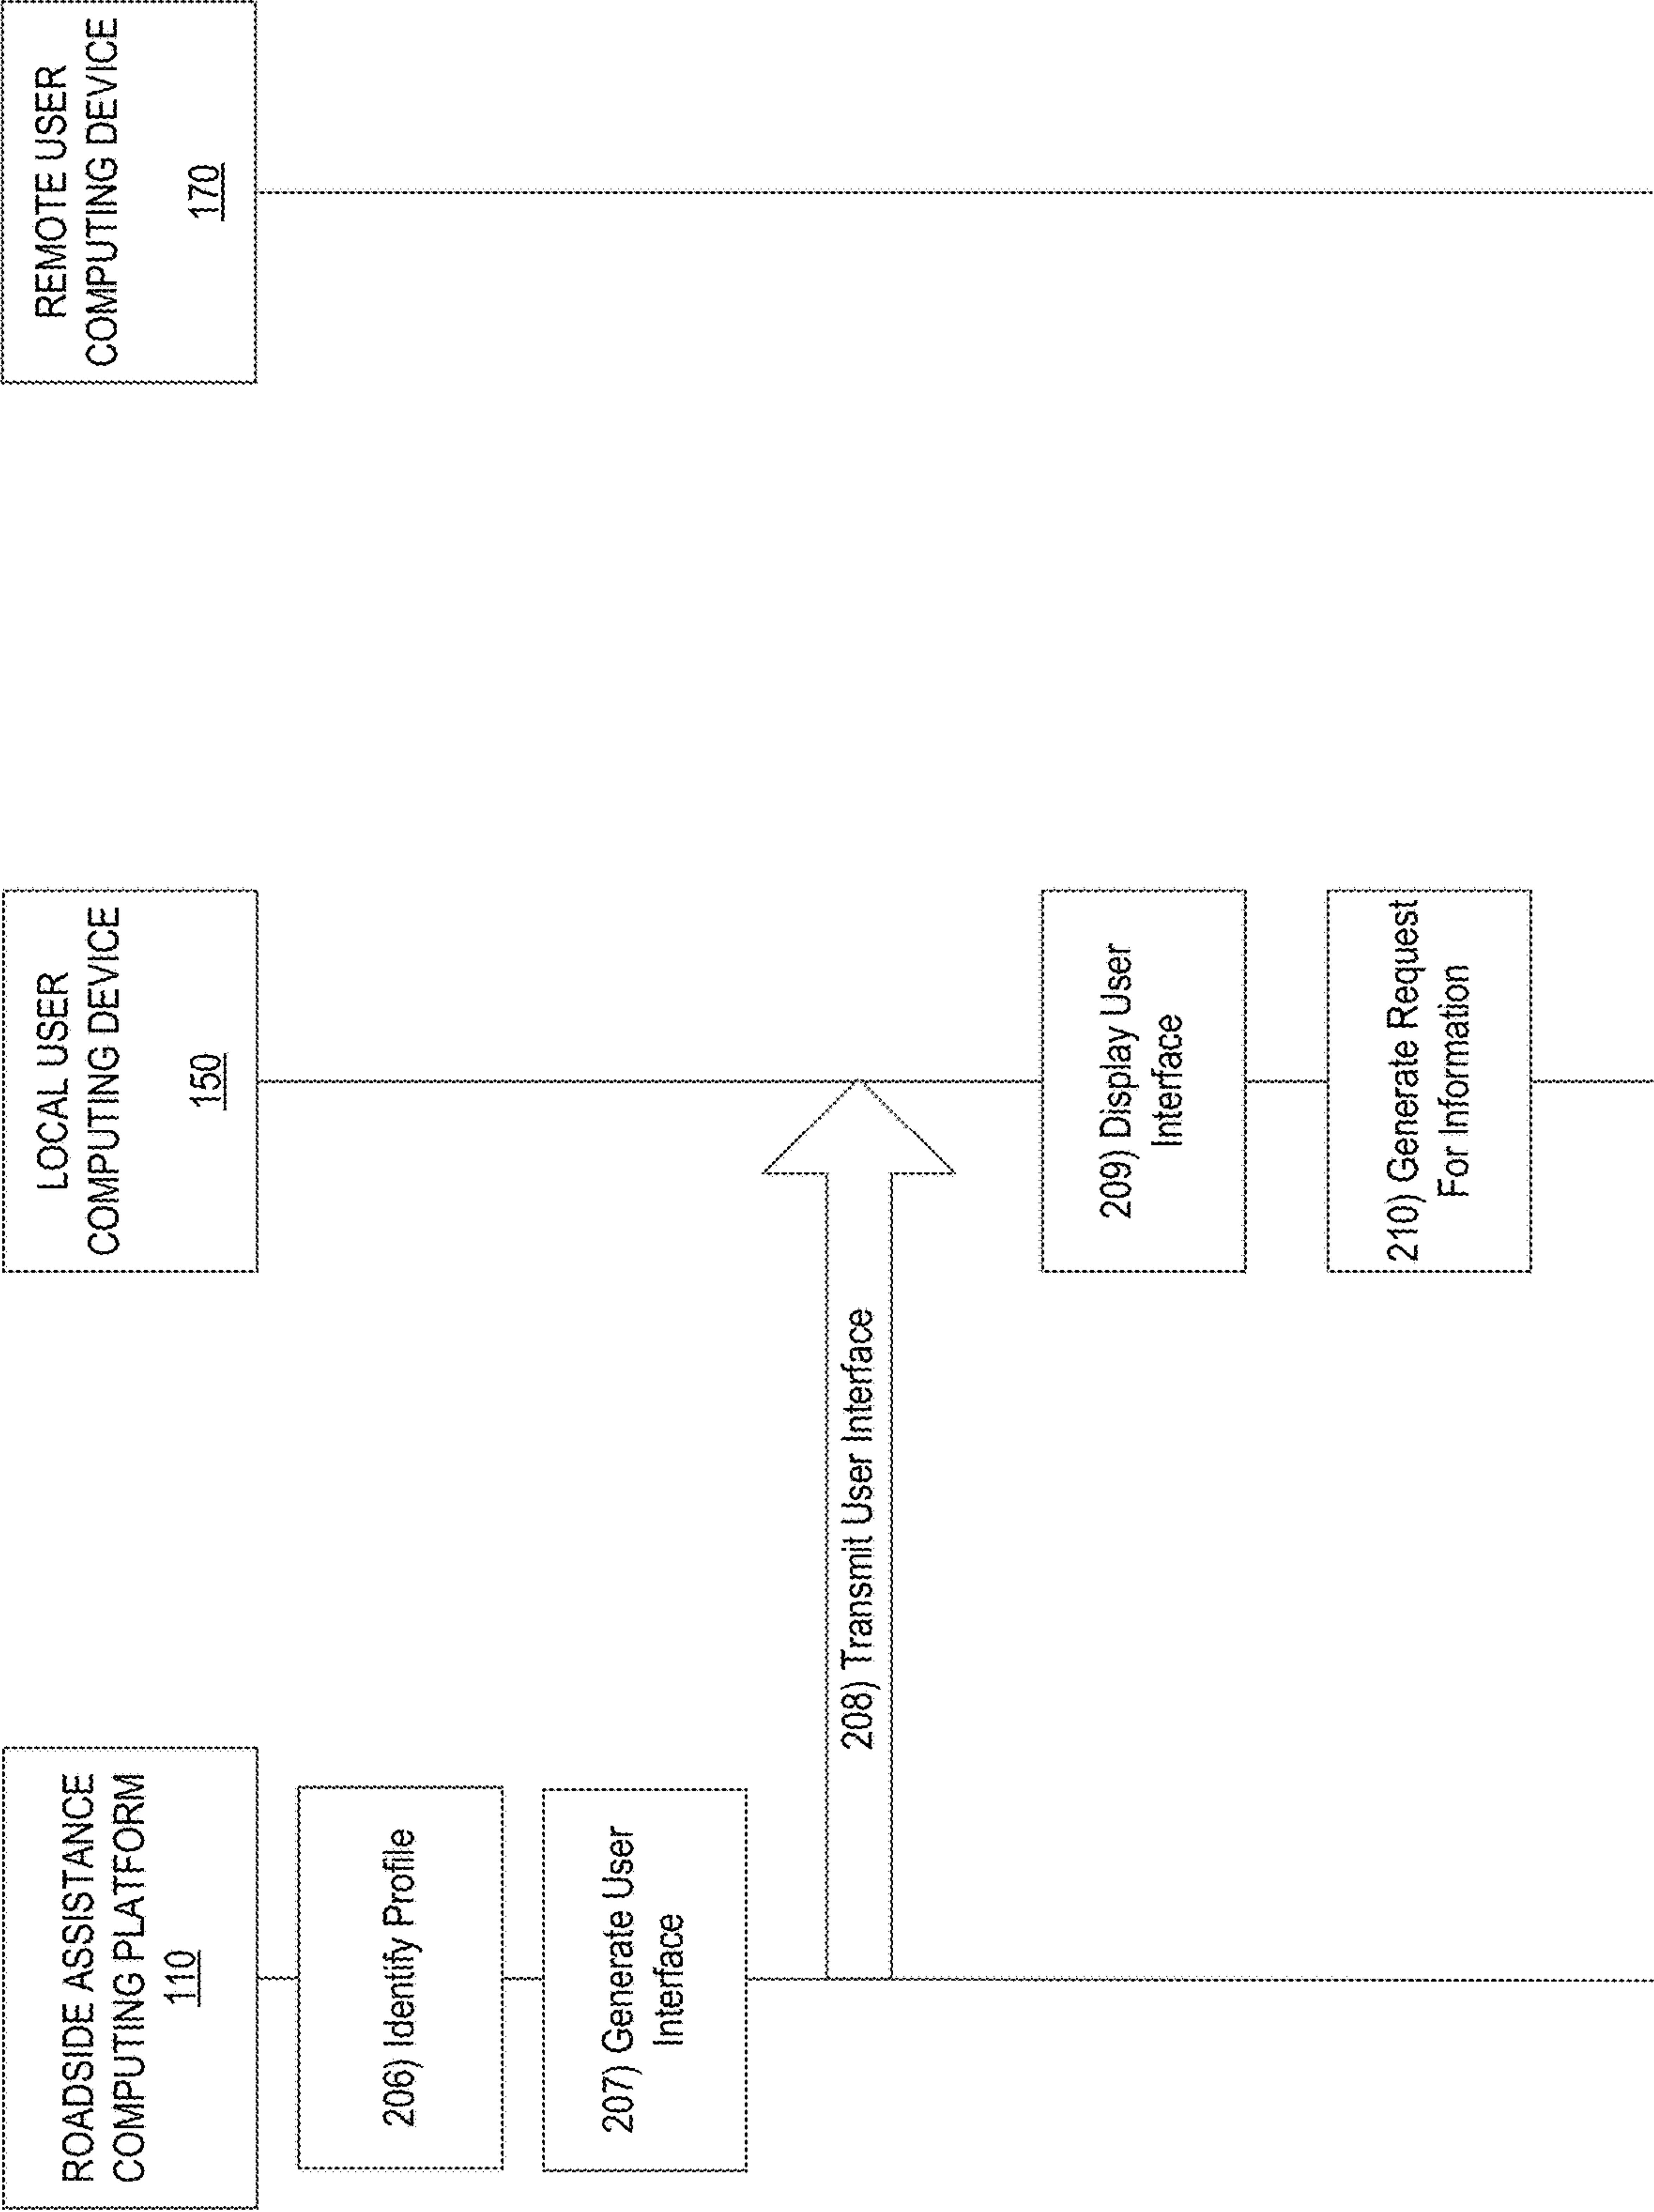 ROADSIDE ASSISTANCE
COMPUTING PLATFORM
110
LOCAL USER
COMPUTING DEVICE
150
REMOTE USER
COMPUTING DEVICE
170
206) Identify Profile
207) Generate User
Interface
208) Transmit User Interface
209) Display User
Interface
210) Generate Request
For Information